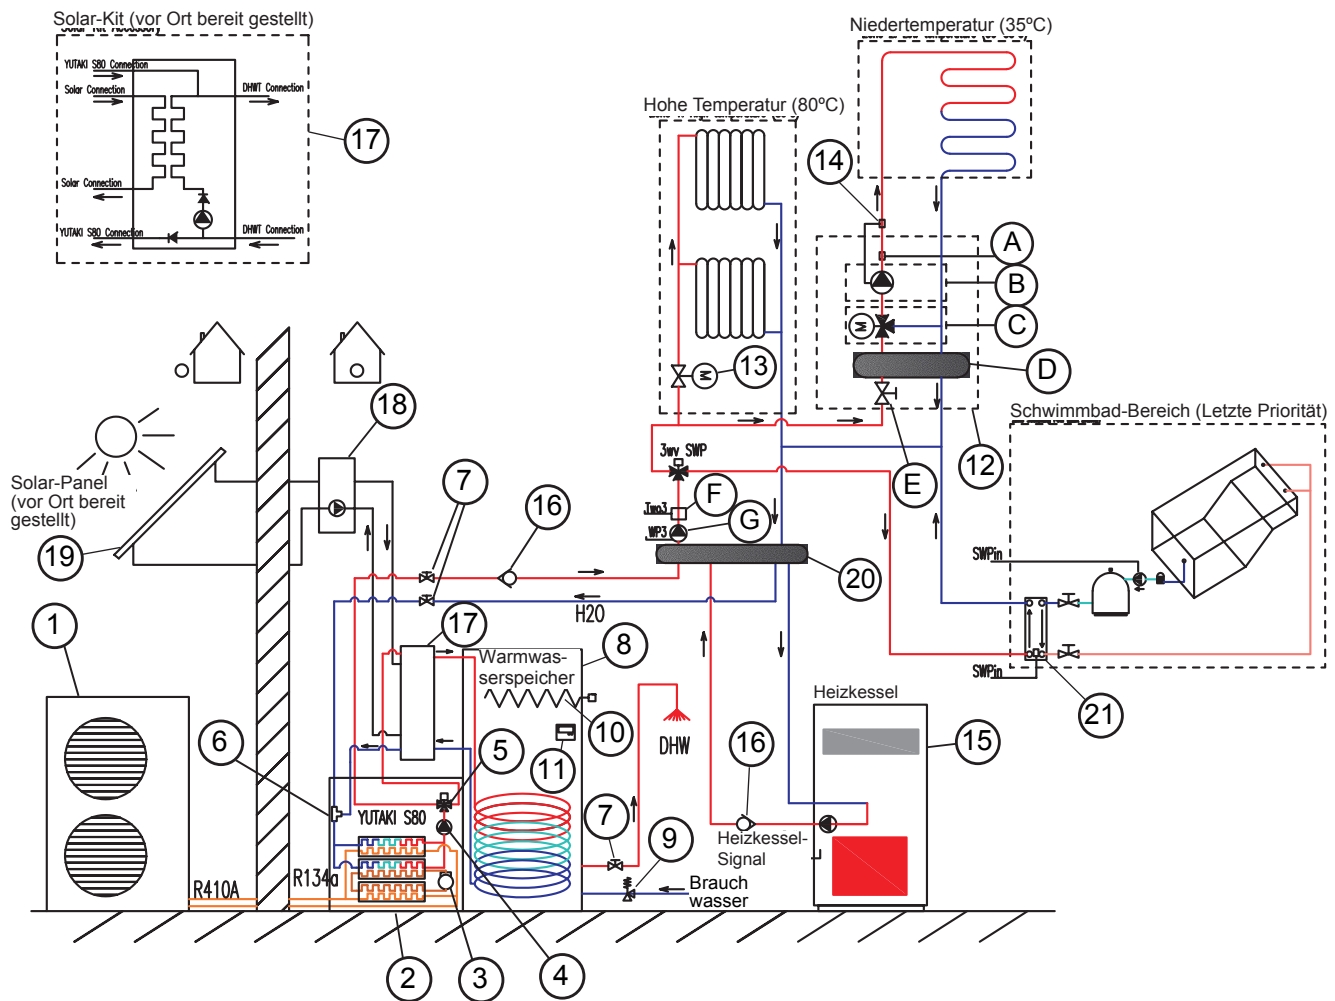 Solar-Kit (vor Ort bereit gestellt)
YUTAKI S80 Connection
Solar Connection
DHWT Connection
17
Solar Connection
YUTAKI S80 Connection
DHWT Connection
Niedertemperatur (35ºC)
Hohe Temperatur (80ºC)
14
A
B
C
M
D
13
M
E
12
Schwimmbad-Bereich (Letzte Priorität)
3wv SWP
F
Two3
G
WP3
20
SWPin
SWPin
21
18
Solar-Panel
(vor Ort bereit
gestellt)
19
7
16
H2O
1
17
Warmwas-
serspeicher
8
10
11
DHW
6
5
YUTAKI S80
7
9
Brauch
wasser
R410A
R134a
2
3
4
Heizkessel
15
16
Heizkessel-
Signal